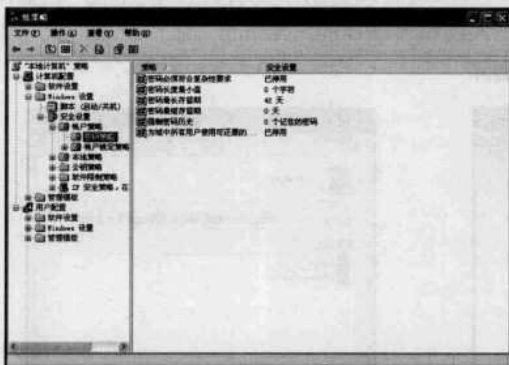 组策略
文件(F) 操作(A) 查看(V) 帮助(H)
"本地计算机"策略
计算机配置
软件设置
Windows 设置
脚本 (启动/关机)
安全设置
帐户策略
密码策略
帐户锁定策略
本地策略
公钥策略
软件限制策略
IP 安全策略，在
管理模板
用户配置
软件设置
Windows 设置
管理模板
策略 安全设置
密码必须符合复杂性要求 已停用
密码长度最小值 0 个字符
密码最长存留期 42 天
密码最短存留期 0 天
强制密码历史 0 个记住的密码
为域中所有用户使用可还原的... 已停用